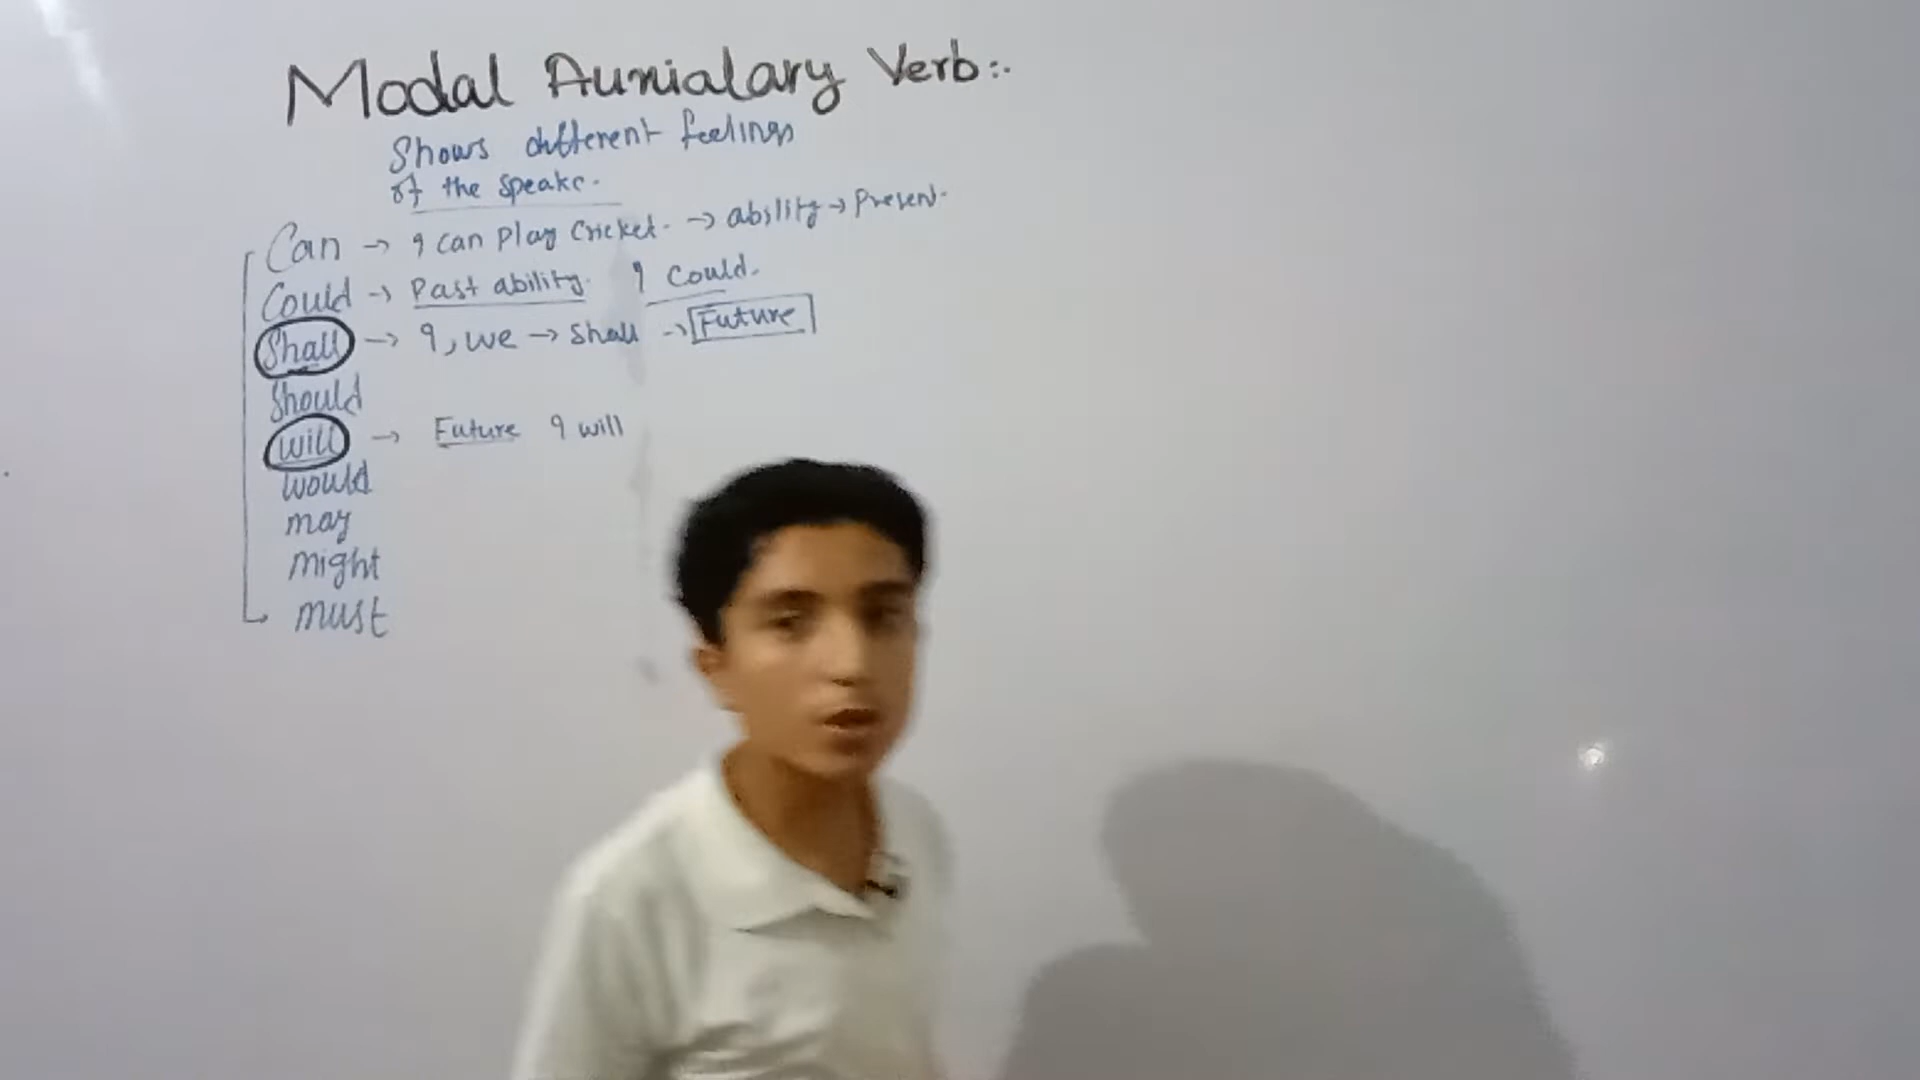 Modal Auxialary Verb:.
Shows different feelings
of the speake.
Can → I can Play Cricket. → ability → Present.
Could → Past ability. I Could.
Shall → I, we → Shall → Future
Should
will → Future I will
would
may
might
must